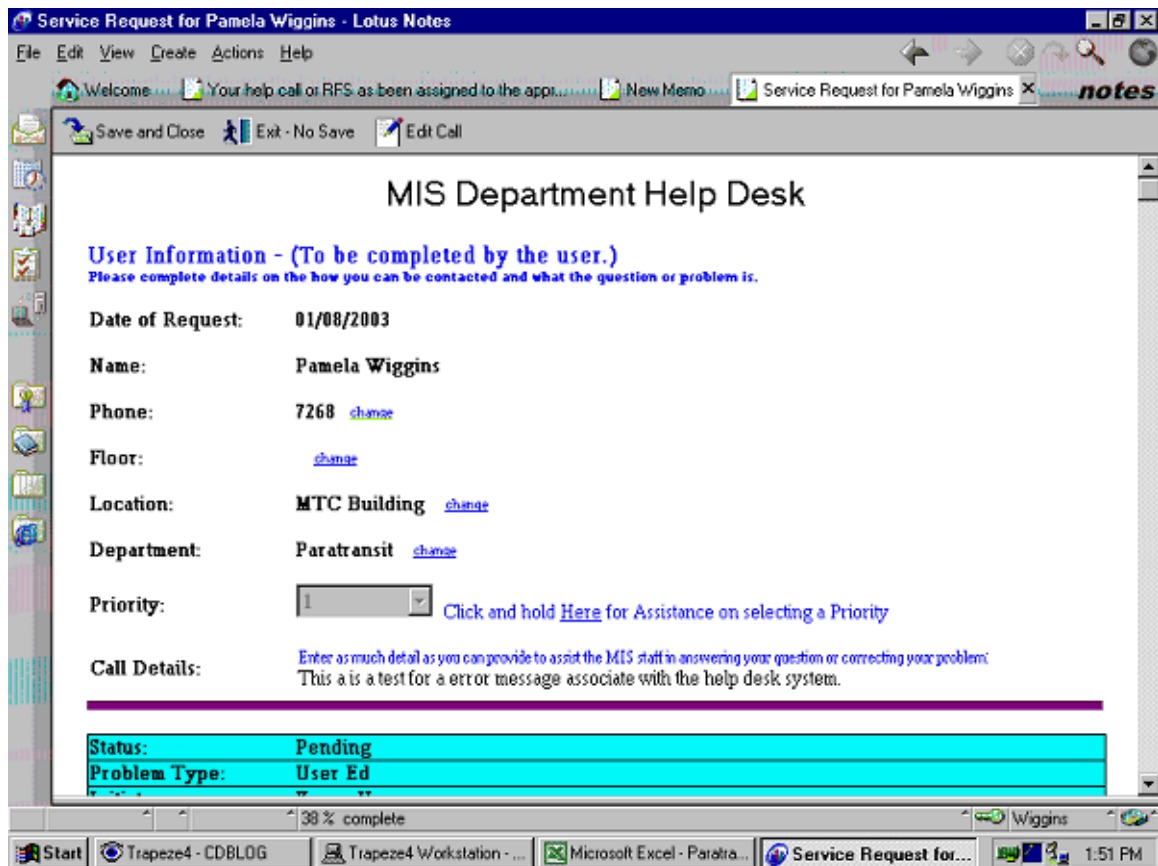 Service Request for Pamela Wiggins - Lotus Notes
File Edit View Create Actions Help
Welcome Your help call or RFS as been assigned to the appr... New Memo Service Request for Pamela Wiggins notes
Save and Close Exit - No Save Edit Call
MIS Department Help Desk
User Information - (To be completed by the user.)
Please complete details on the how you can be contacted and what the question or problem is.
Date of Request: 01/08/2003
Name: Pamela Wiggins
Phone: 7268 change
Floor: change
Location: MTC Building change
Department: Paratransit change
Priority: 1 Click and hold Here for Assistance on selecting a Priority
Enter as much detail as you can provide to assist the MIS staff in answering your question or correcting your problem:
Call Details: This a is a test for a error message associate with the help desk system.
Status: Pending
Problem Type: User Ed
38 % complete Wiggins
Start Trapeze4 - CDBLOG Trapeze4 Workstation - ... Microsoft Excel - Paratra... Service Request for... 1:51 PM